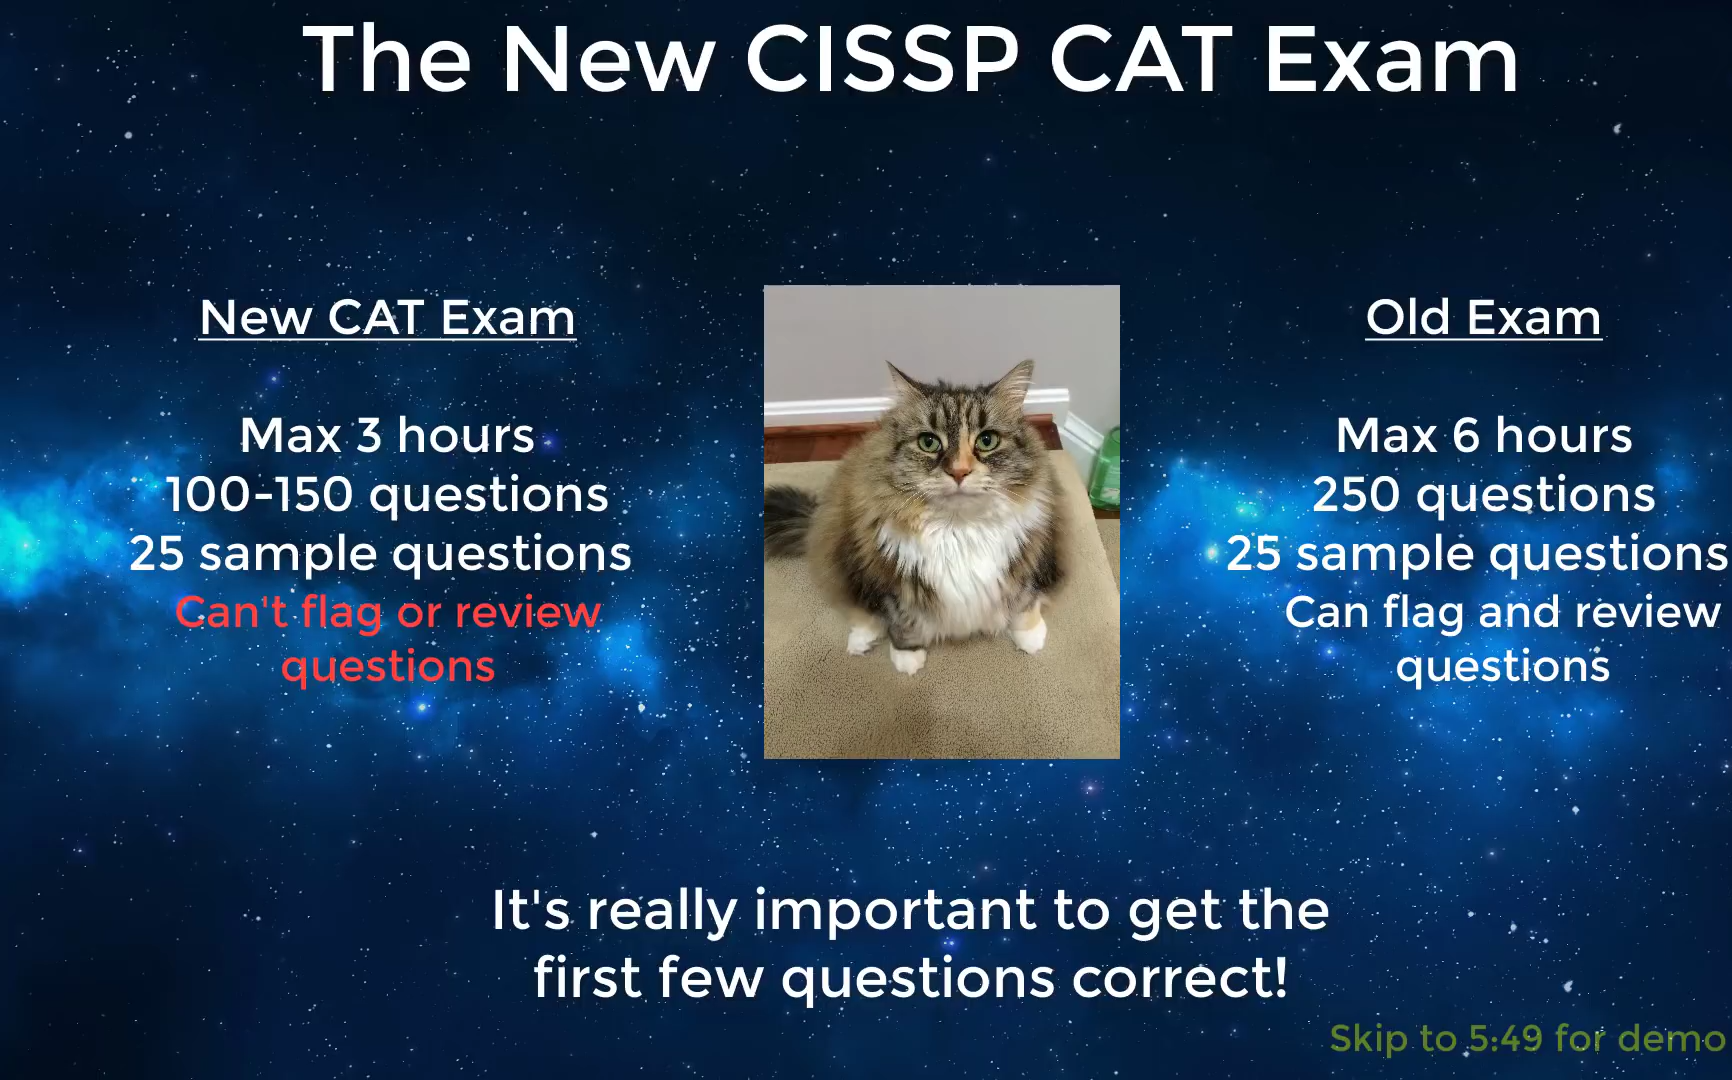 The New CISSP CAT Exam
New CAT Exam
Max 3 hours
100-150 questions
25 sample questions
Can't flag or review
questions
Old Exam
Max 6 hours
250 questions
25 sample questions
Can flag and review
questions
It's really important to get the
first few questions correct!
Skip to 5:49 for demo